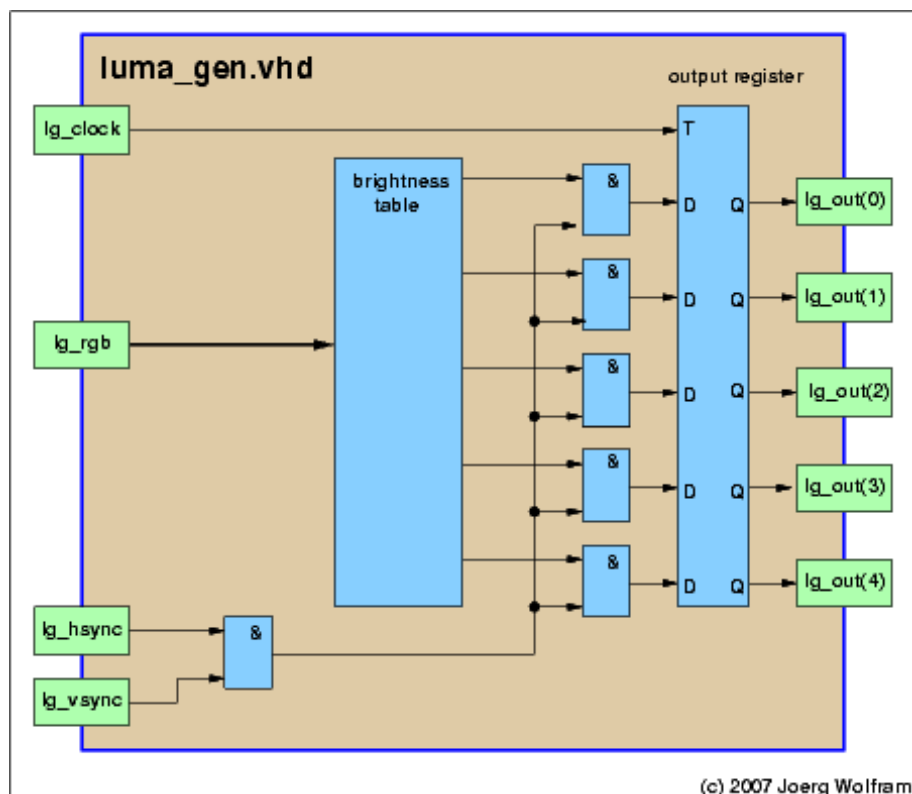 luma_gen.vhd
output register
lg_clock
T
brightness
table
&
D Q
lg_out(0)
&
D Q
lg_out(1)
lg_rgb
&
D Q
lg_out(2)
&
D Q
lg_out(3)
&
D Q
lg_out(4)
lg_hsync
&
lg_vsync
(c) 2007 Joerg Wolfram